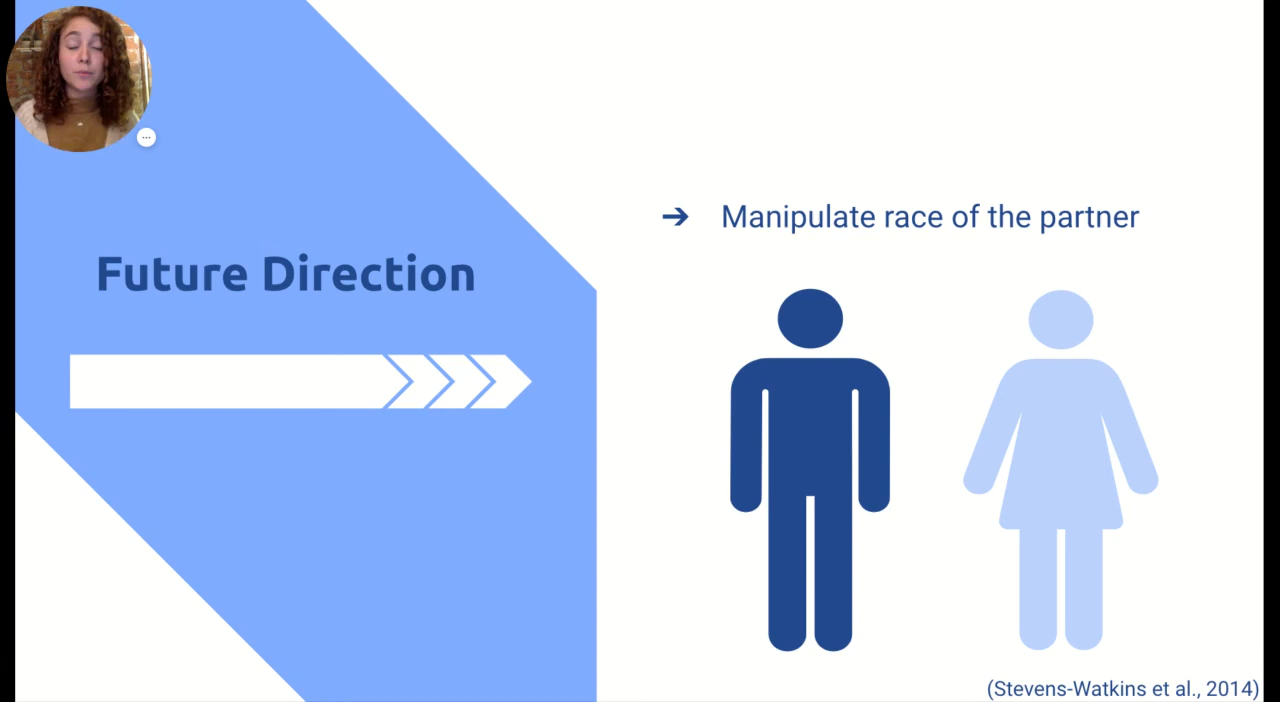 Future Direction
➔ Manipulate race of the partner
(Stevens-Watkins et al., 2014)